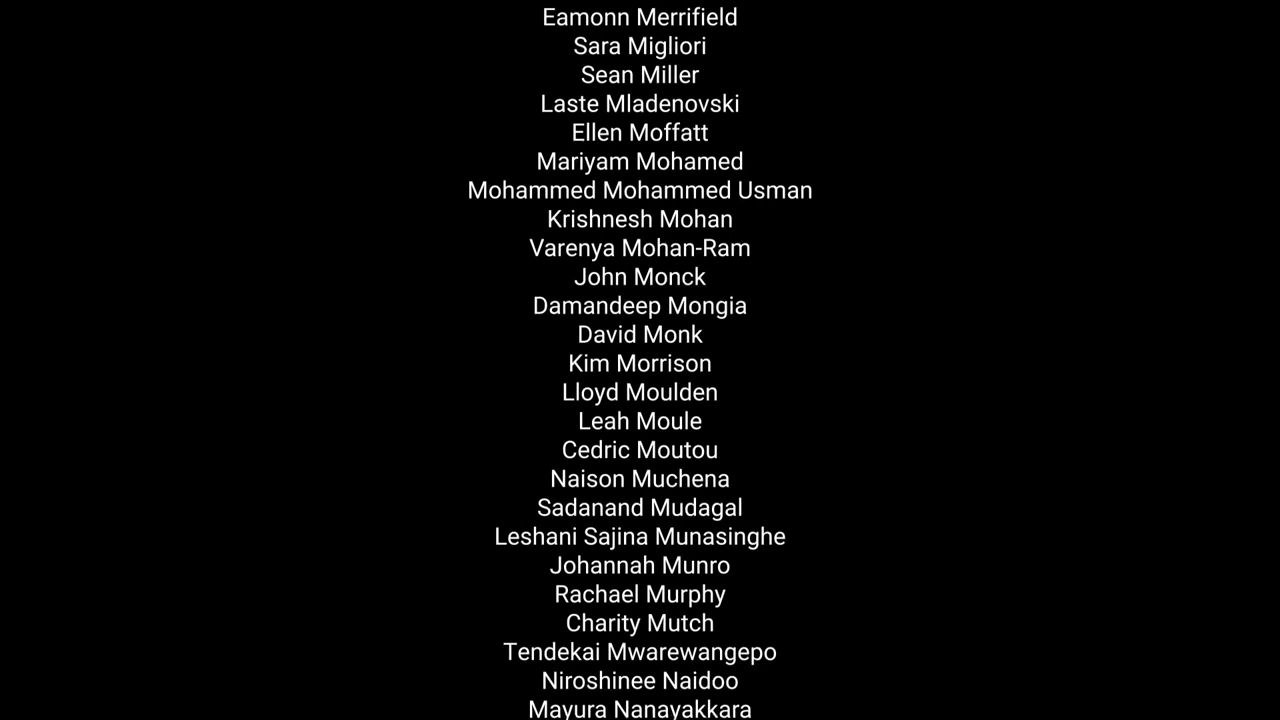 Eamonn Merrifield
Sara Migliori
Sean Miller
Laste Mladenovski
Ellen Moffatt
Mariyam Mohamed
Mohammed Mohammed Usman
Krishnesh Mohan
Varenya Mohan-Ram
John Monck
Damandeep Mongia
David Monk
Kim Morrison
Lloyd Moulden
Leah Moule
Cedric Moutou
Naison Muchena
Sadanand Mudagal
Leshani Sajina Munasinghe
Johannah Munro
Rachael Murphy
Charity Mutch
Tendekai Mwarewangepo
Niroshinee Naidoo
Mayura Nanayakkara